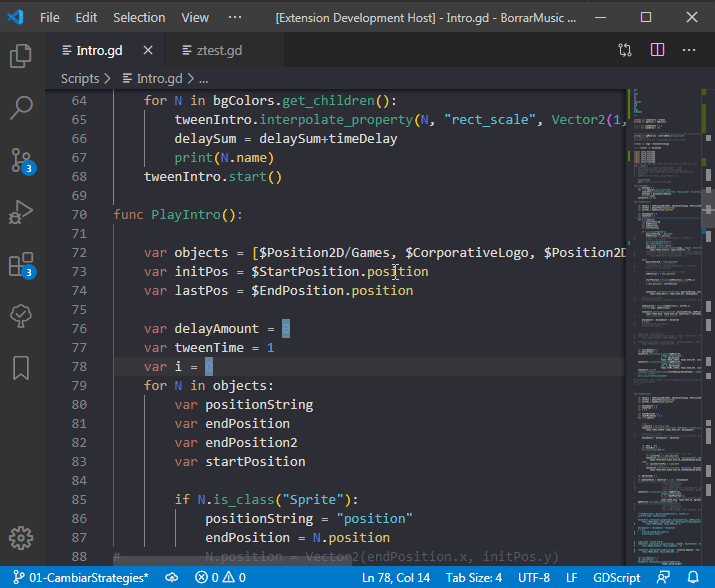 File Edit Selection View ··· [Extension Development Host] - Intro.gd - BorrarMusic ...
Intro.gd ztest.gd
Scripts > Intro.gd > ...
64 for N in bgColors.get_children():
65 tweenIntro.interpolate_property(N, "rect_scale", Vector2(1,
66 delaySum = delaySum+timeDelay
67 print(N.name)
68 tweenIntro.start()
69
70 func PlayIntro():
71
72 var objects = [$Position2D/Games, $CorporativeLogo, $Position2D
73 var initPos = $StartPosition.position
74 var lastPos = $EndPosition.position
75
76 var delayAmount = 0
77 var tweenTime = 1
78 var i = 0
79 for N in objects:
80 var positionString
81 var endPosition
82 var endPosition2
83 var startPosition
84
85 if N.is_class("Sprite"):
86 positionString = "position"
87 endPosition = N.position
88 # N.position = Vector2(endPosition.x, initPos.y)
3
3
01-CambiarStrategies* 0 0 Ln 78, Col 14 Tab Size: 4 UTF-8 LF GDScript